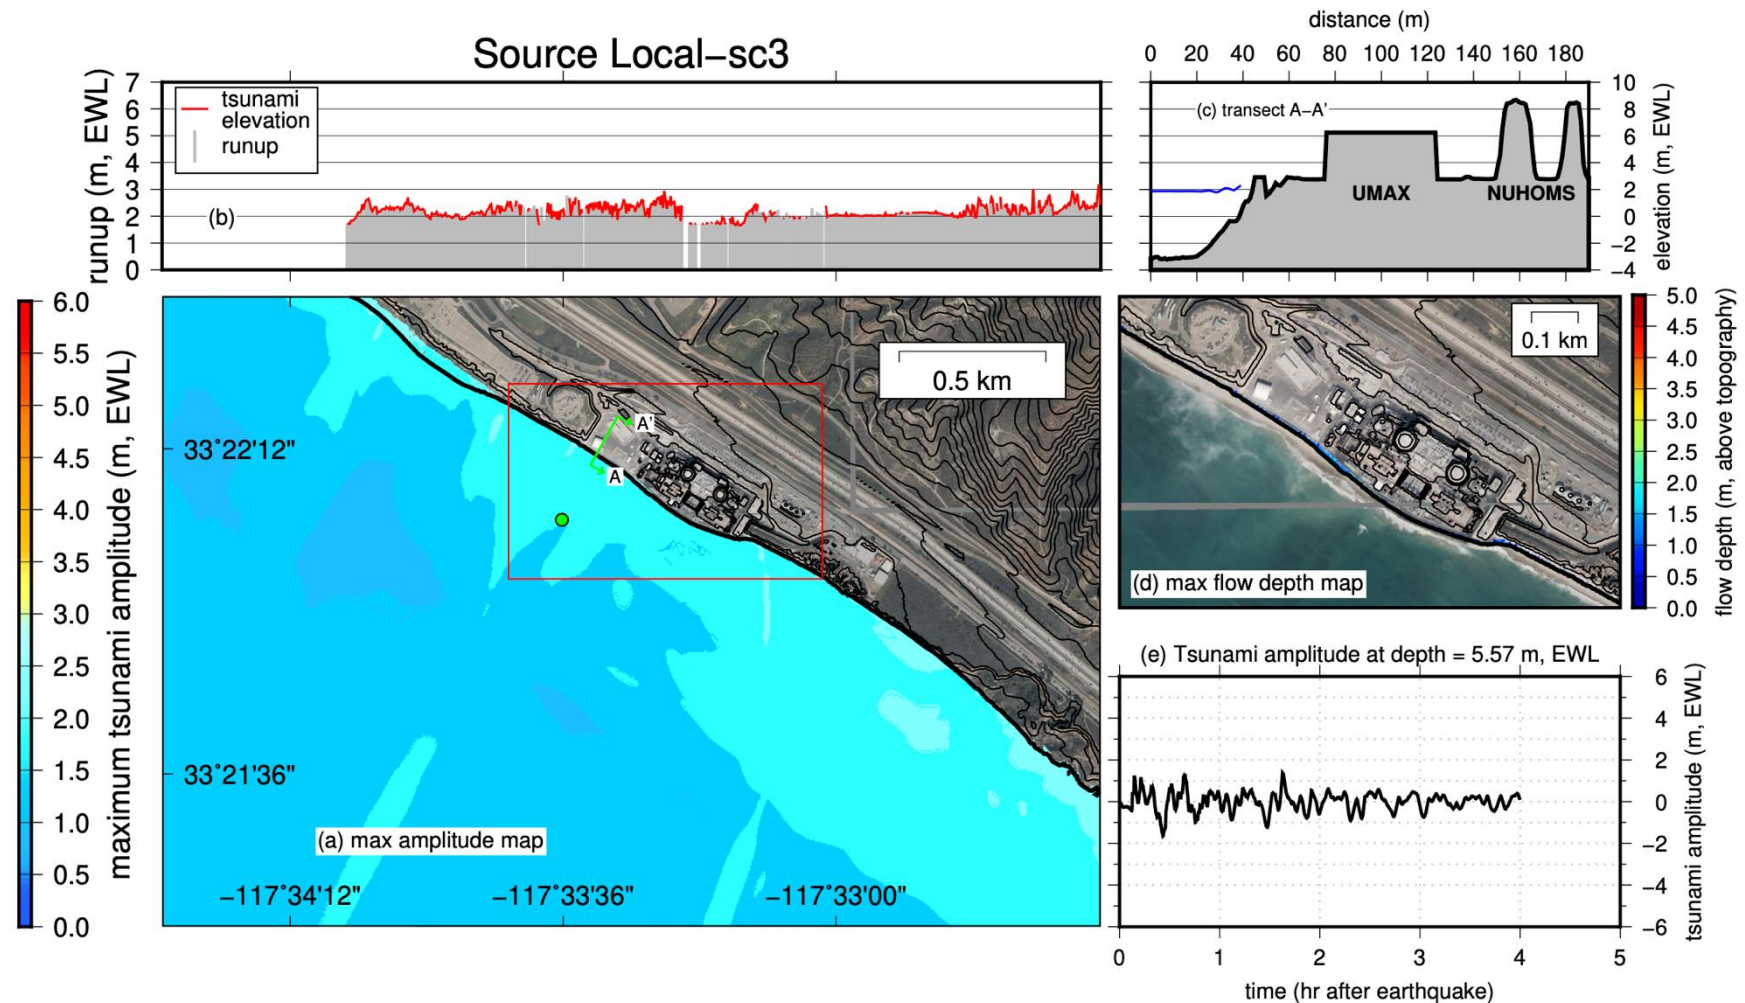 Source Local−sc3
7
6
5
4
3
2
1
0
runup (m, EWL)
tsunami
elevation
runup
(b)
distance (m)
0 20 40 60 80 100 120 140 160 180
(c) transect A−A'
UMAX
NUHOMS
10
8
6
4
2
0
−2
−4
elevation (m, EWL)
6.0
5.5
5.0
4.5
4.0
3.5
3.0
2.5
2.0
1.5
1.0
0.5
0.0
maximum tsunami amplitude (m, EWL)
33˚22'12"
33˚21'36"
0.5 km
A'
A
(a) max amplitude map
−117˚34'12"
−117˚33'36"
−117˚33'00"
0.1 km
(d) max flow depth map
5.0
4.5
4.0
3.5
3.0
2.5
2.0
1.5
1.0
0.5
0.0
flow depth (m, above topography)
(e) Tsunami amplitude at depth = 5.57 m, EWL
6
4
2
0
−2
−4
−6
tsunami amplitude (m, EWL)
0 1 2 3 4 5
time (hr after earthquake)